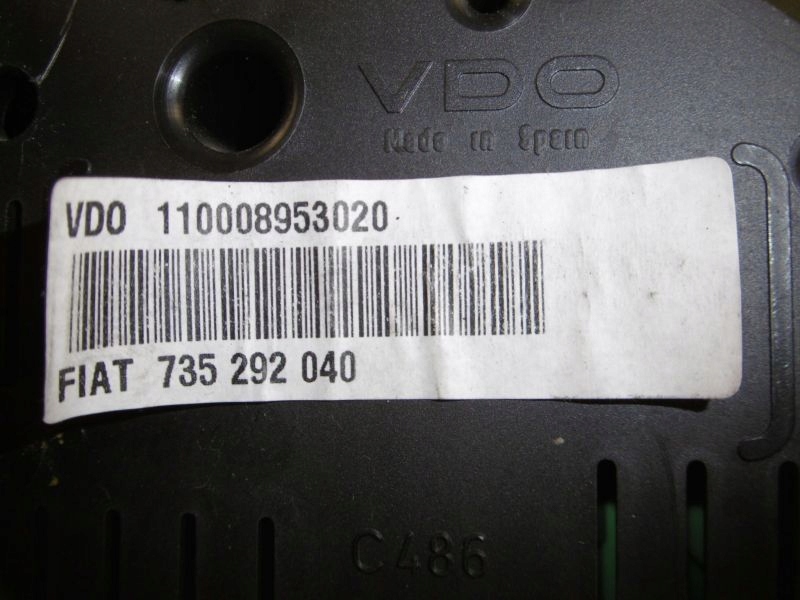 VDO
Made in Spain
VDO 110008953020
FIAT 735 292 040
C486